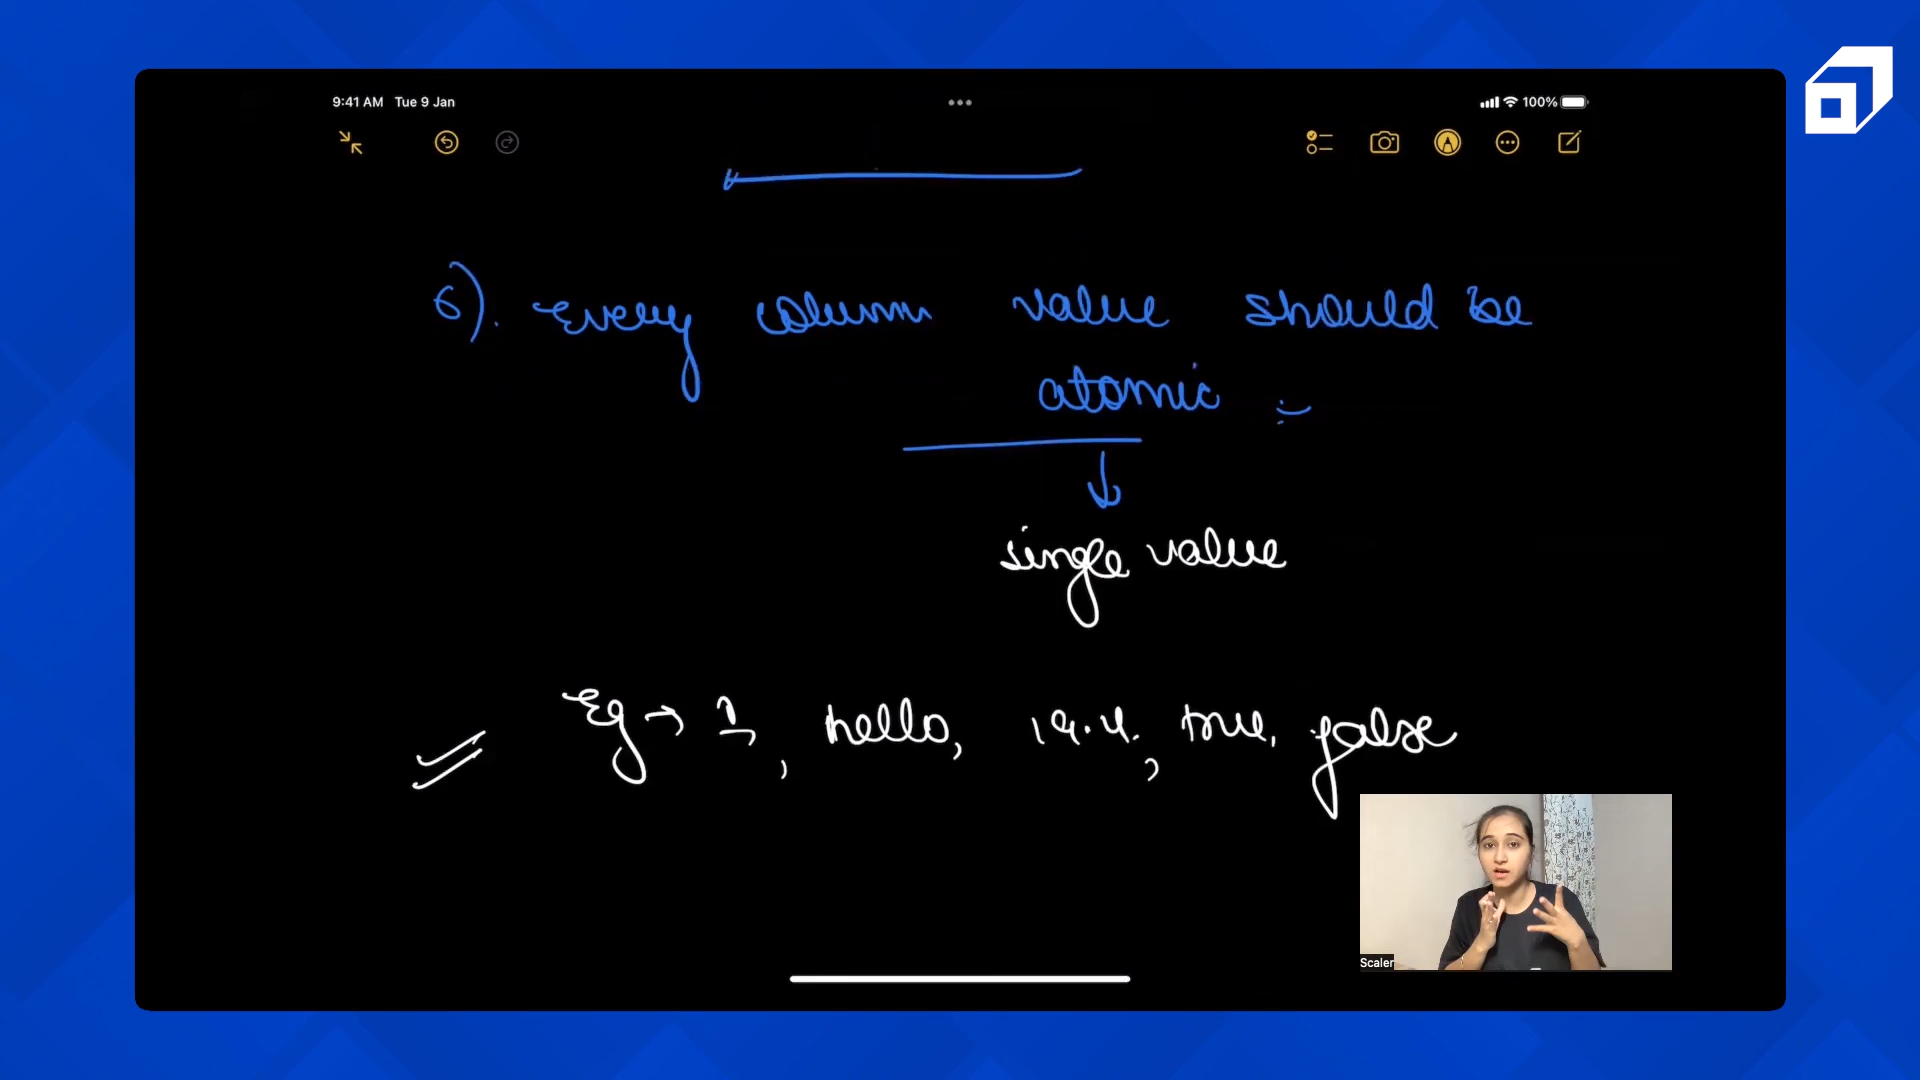 9:41 AM Tue 9 Jan
100%
6). Every column value should be
atomic :-
single value
Eg → 1, hello, 19.4, true, false
Scaler